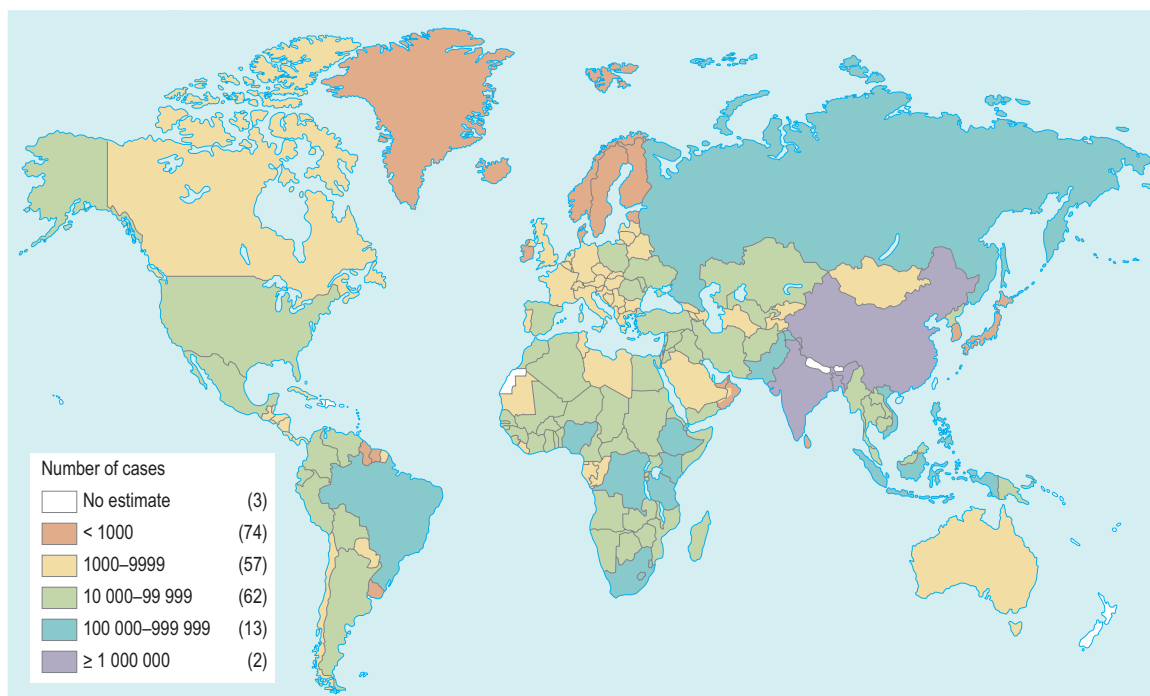 Number of cases
No estimate (3)
< 1000 (74)
1000–9999 (57)
10 000–99 999 (62)
100 000–999 999 (13)
≥ 1 000 000 (2)